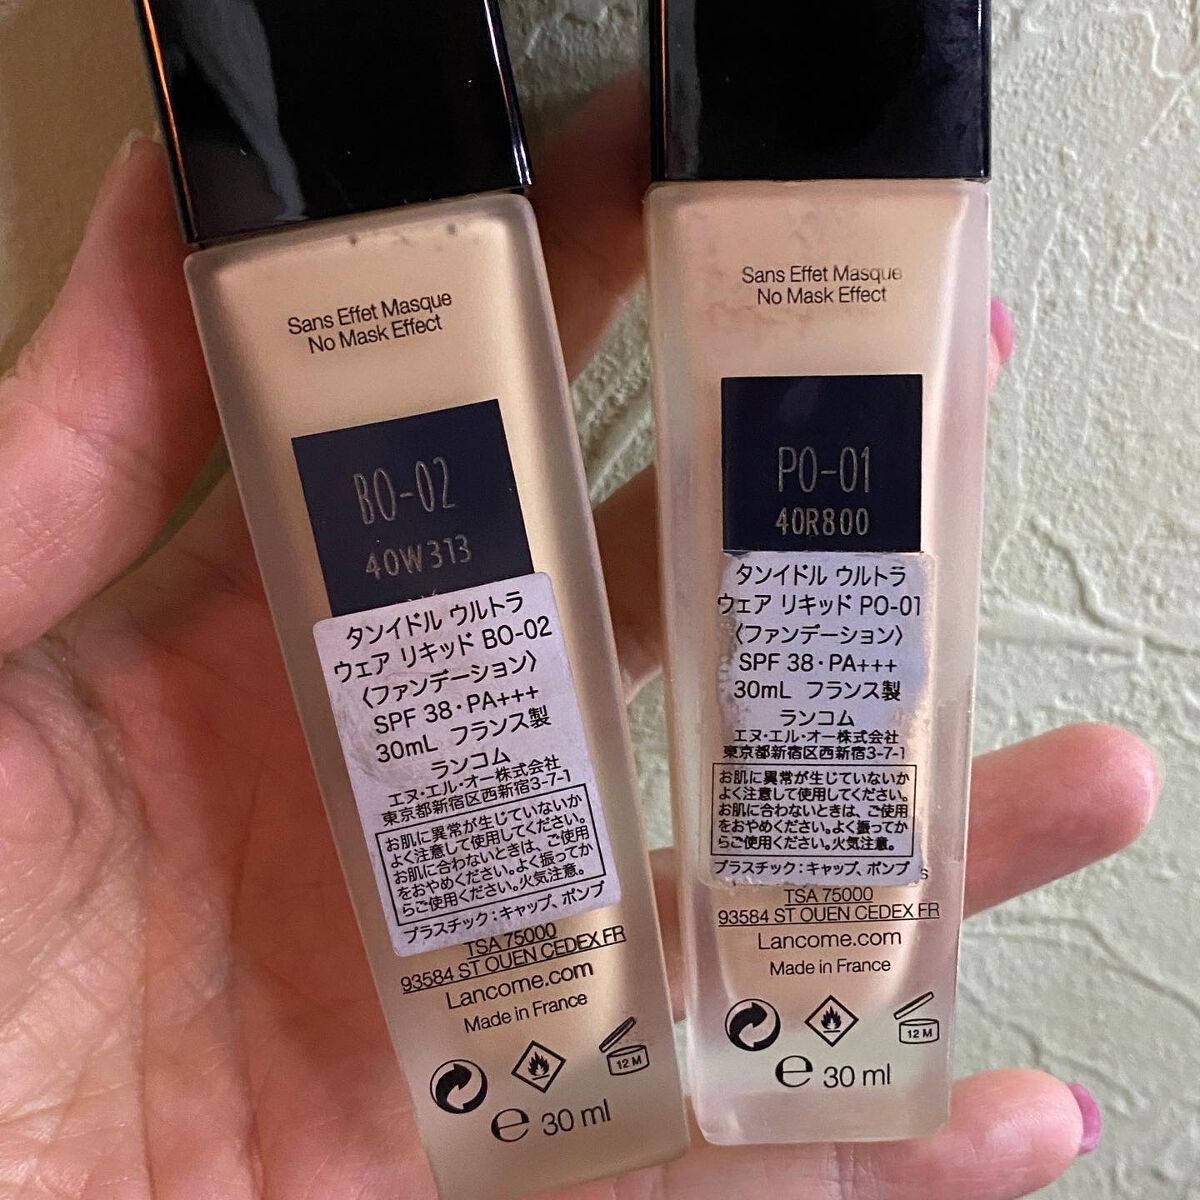 Sans Effet Masque
No Mask Effect
BO-02
40W313
タンイドル ウルトラ
ウェア リキッド BO-02
〈ファンデーション〉
SPF 38・PA+++
30mL フランス製
ランコム
エヌ・エル・オー株式会社
東京都新宿区西新宿3-7-1
お肌に異常が生じていないか
よく注意して使用してください。
お肌に合わないときは、ご使用
をおやめください。よく振ってか
らご使用ください。火気注意。
プラスチック：キャップ、ポンプ
TSA 75000
93584 ST OUEN CEDEX FR
Lancome.com
Made in France
12 M
e 30 ml
Sans Effet Masque
No Mask Effect
PO-01
40R800
タンイドル ウルトラ
ウェア リキッド PO-01
〈ファンデーション〉
SPF 38・PA+++
30mL フランス製
ランコム
エヌ・エル・オー株式会社
東京都新宿区西新宿3-7-1
お肌に異常が生じていないか
よく注意して使用してください。
お肌に合わないときは、ご使用
をおやめください。よく振ってか
らご使用ください。火気注意。
プラスチック：キャップ、ポンプ
TSA 75000
93584 ST OUEN CEDEX FR
Lancome.com
Made in France
12 M
e 30 ml